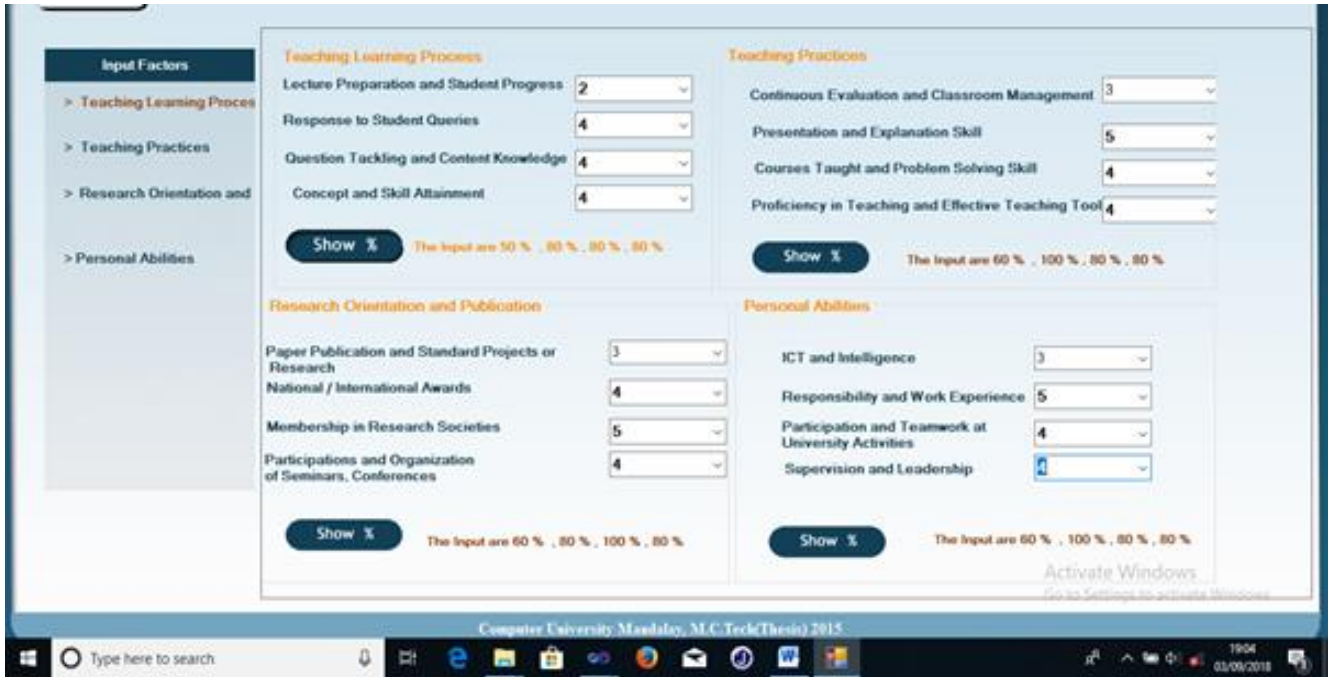 Input Factors
> Teaching Learning Proces
> Teaching Practices
> Research Orientation and
> Personal Abilities
Teaching Learning Process
Lecture Preparation and Student Progress 2
Response to Student Queries 4
Question Tackling and Content Knowledge 4
Concept and Skill Attainment 4
Show % The Input are 50 % , 80 % , 80 % , 80 %
Teaching Practices
Continuous Evaluation and Classroom Management 3
Presentation and Explanation Skill 5
Courses Taught and Problem Solving Skill 4
Proficiency in Teaching and Effective Teaching Tool 4
Show % The Input are 60 % , 100 % , 80 % , 80 %
Research Orientation and Publication
Paper Publication and Standard Projects or 3
Research
National / International Awards 4
Membership in Research Societies 5
Participations and Organization 4
of Seminars, Conferences
Show % The Input are 60 % , 80 % , 100 % , 80 %
Personal Abilities
ICT and Intelligence 3
Responsibility and Work Experience 5
Participation and Teamwork at 4
University Activities
Supervision and Leadership 4
Show % The Input are 60 % , 100 % , 80 % , 80 %
Activate Windows
Go to Settings to activate Windows
Computer University Mandalay, M.C.Tech(Thesis) 2015
Type here to search
19:04
03/09/2018